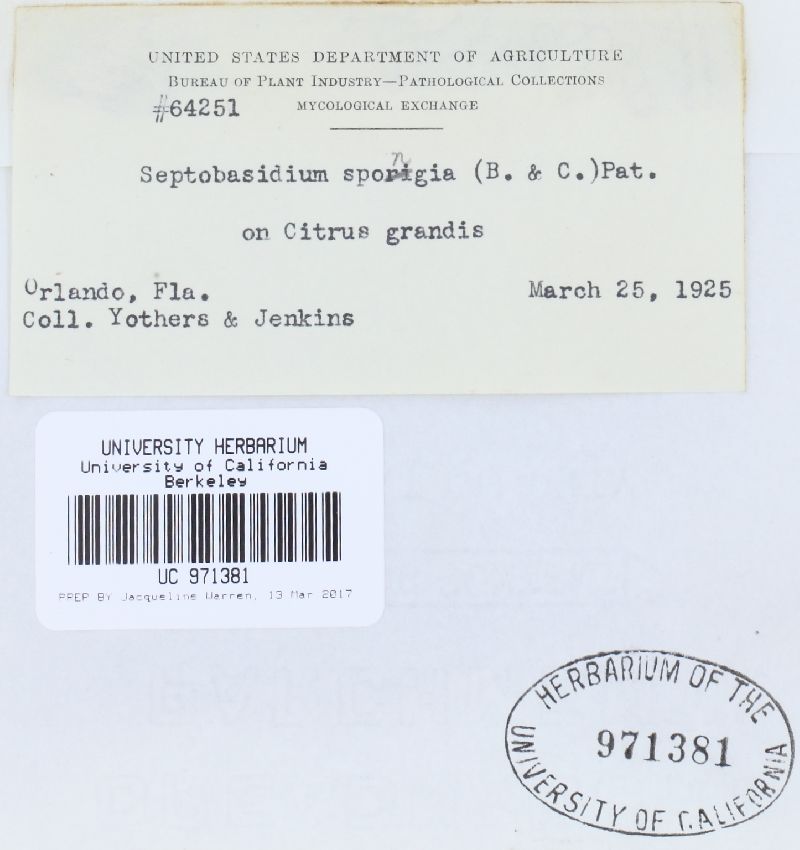 UNITED STATES DEPARTMENT OF AGRICULTURE
BUREAU OF PLANT INDUSTRY—PATHOLOGICAL COLLECTIONS
#64251 MYCOLOGICAL EXCHANGE
Septobasidium spongia (B. & C.)Pat.
on Citrus grandis
Orlando, Fla. March 25, 1925
Coll. Yothers & Jenkins
UNIVERSITY HERBARIUM
University of California
Berkeley
UC 971381
PREP BY Jacqueline Warren, 13 Mar 2017
HERBARIUM OF THE
971381
UNIVERSITY OF CALIFORNIA